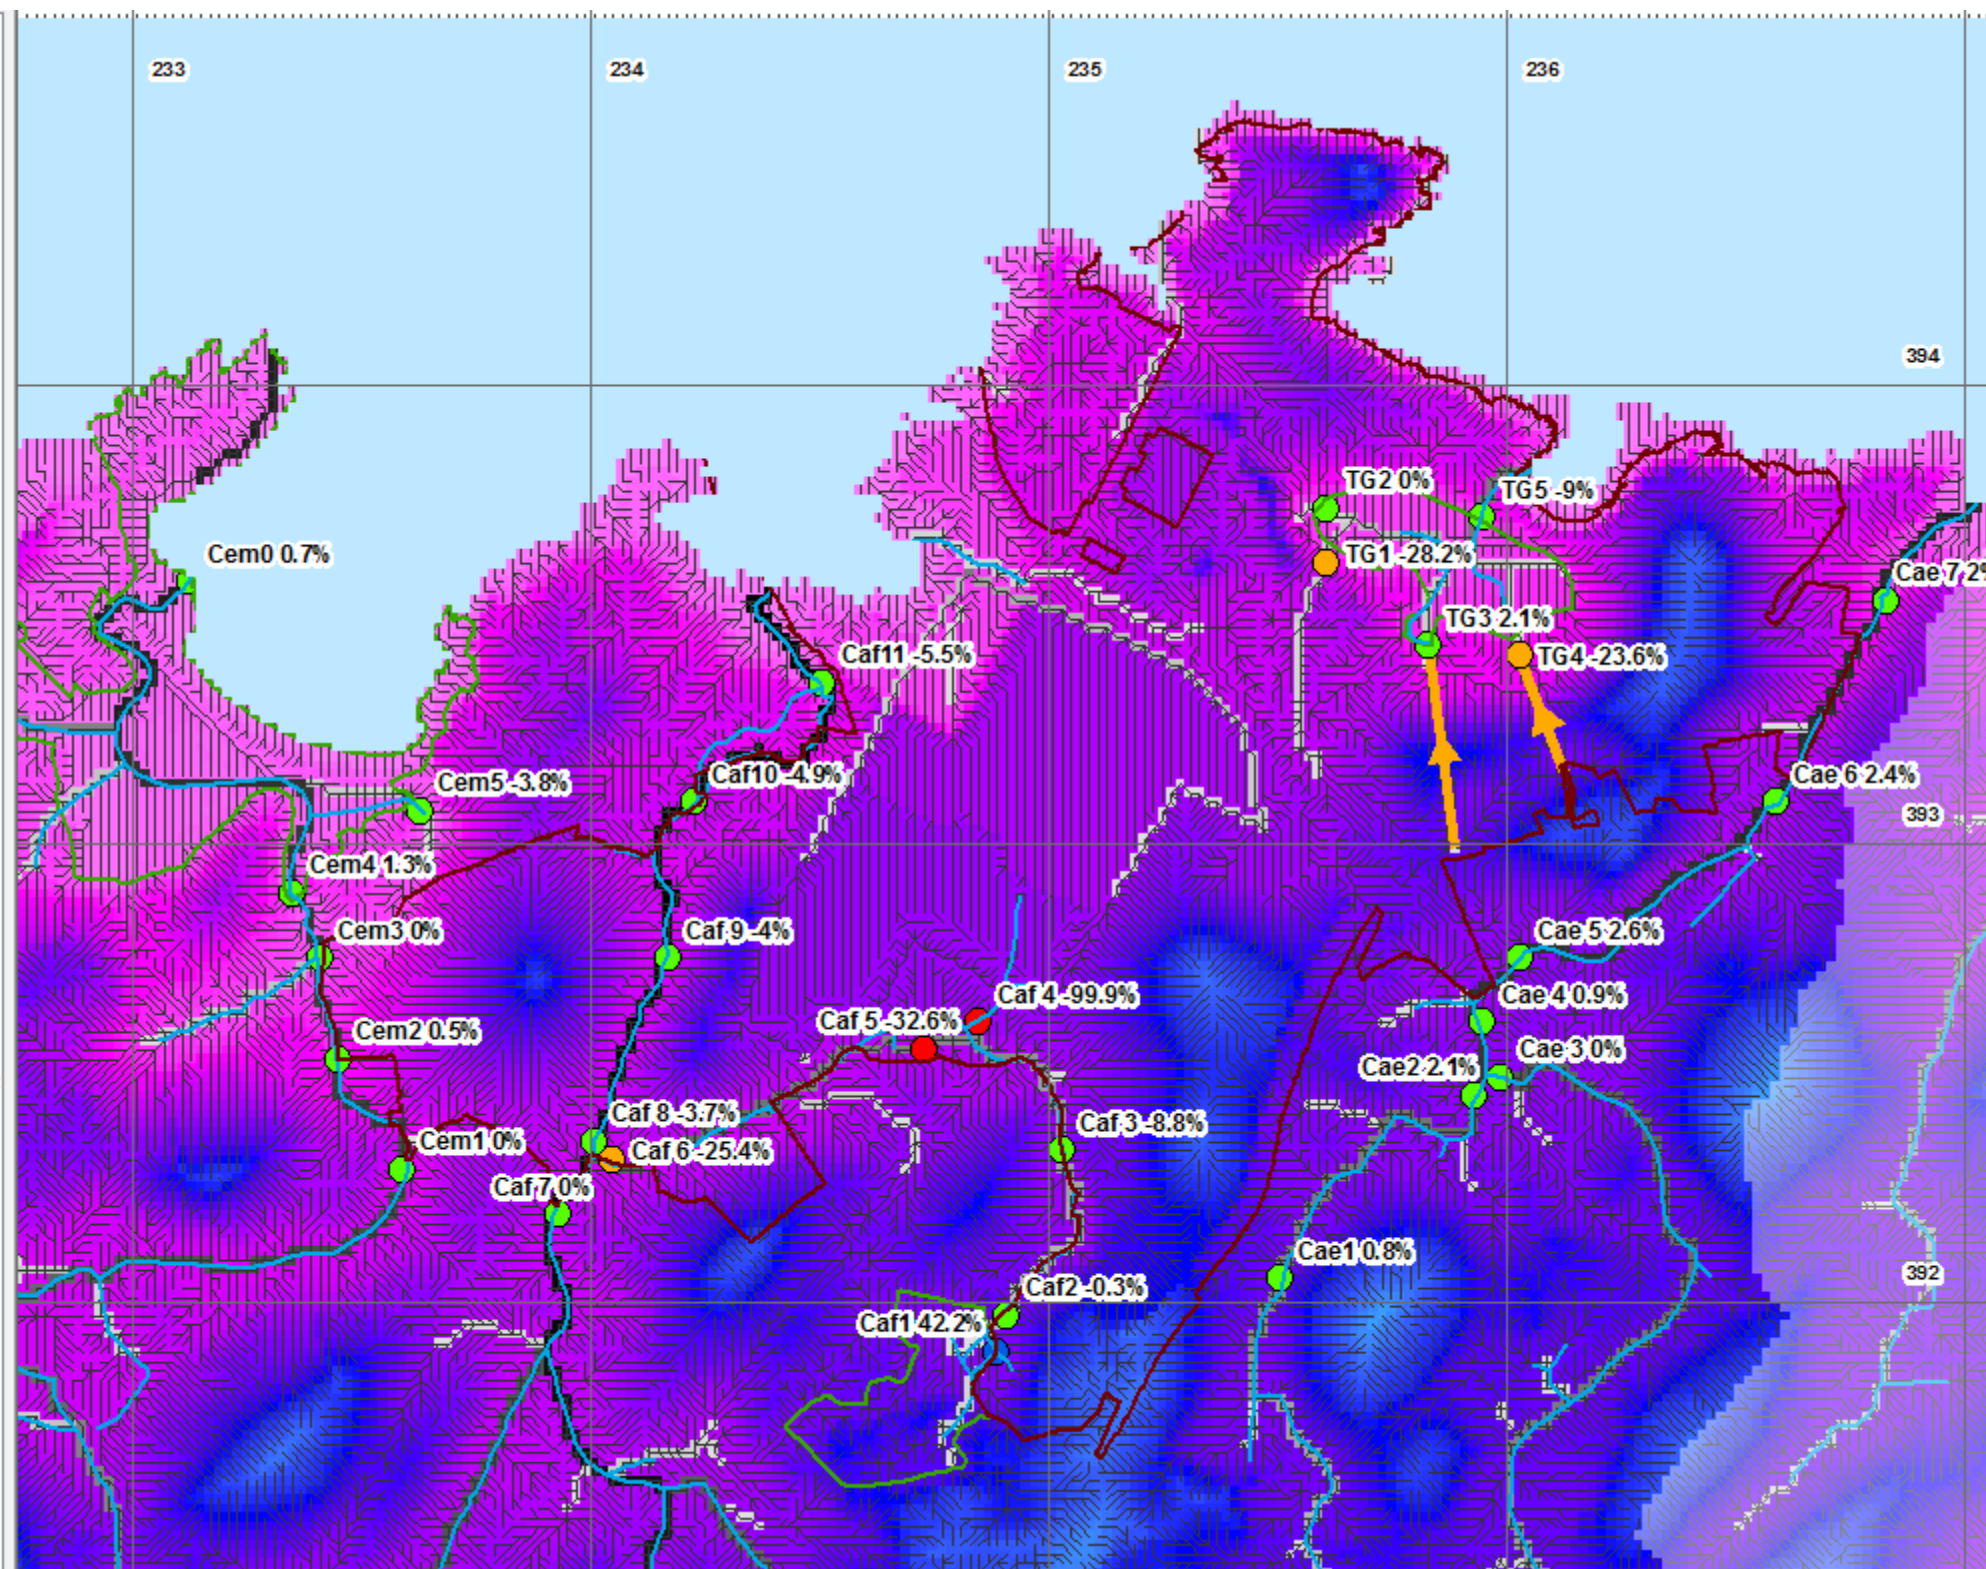 233
234
235
236
394
TG2 0%
TG5 -9%
Cem0 0.7%
TG1 -28.2%
Cae 7 2%
TG3 2.1%
Caf11 -5.5%
TG4 -23.6%
Cem5 -3.8%
Caf10 -4.9%
Cae 6 2.4%
393
Cem4 1.3%
Cem3 0%
Caf 9 -4%
Cae 5 2.6%
Caf 4 -99.9%
Cae 4 0.9%
Caf 5 -32.6%
Cem2 0.5%
Cae 3 0%
Cae2 2.1%
Caf 8 -3.7%
Caf 3 -8.8%
Cem1 0%
Caf 6 -25.4%
Caf 7 0%
Cae1 0.8%
392
Caf2 -0.3%
Caf1 42.2%